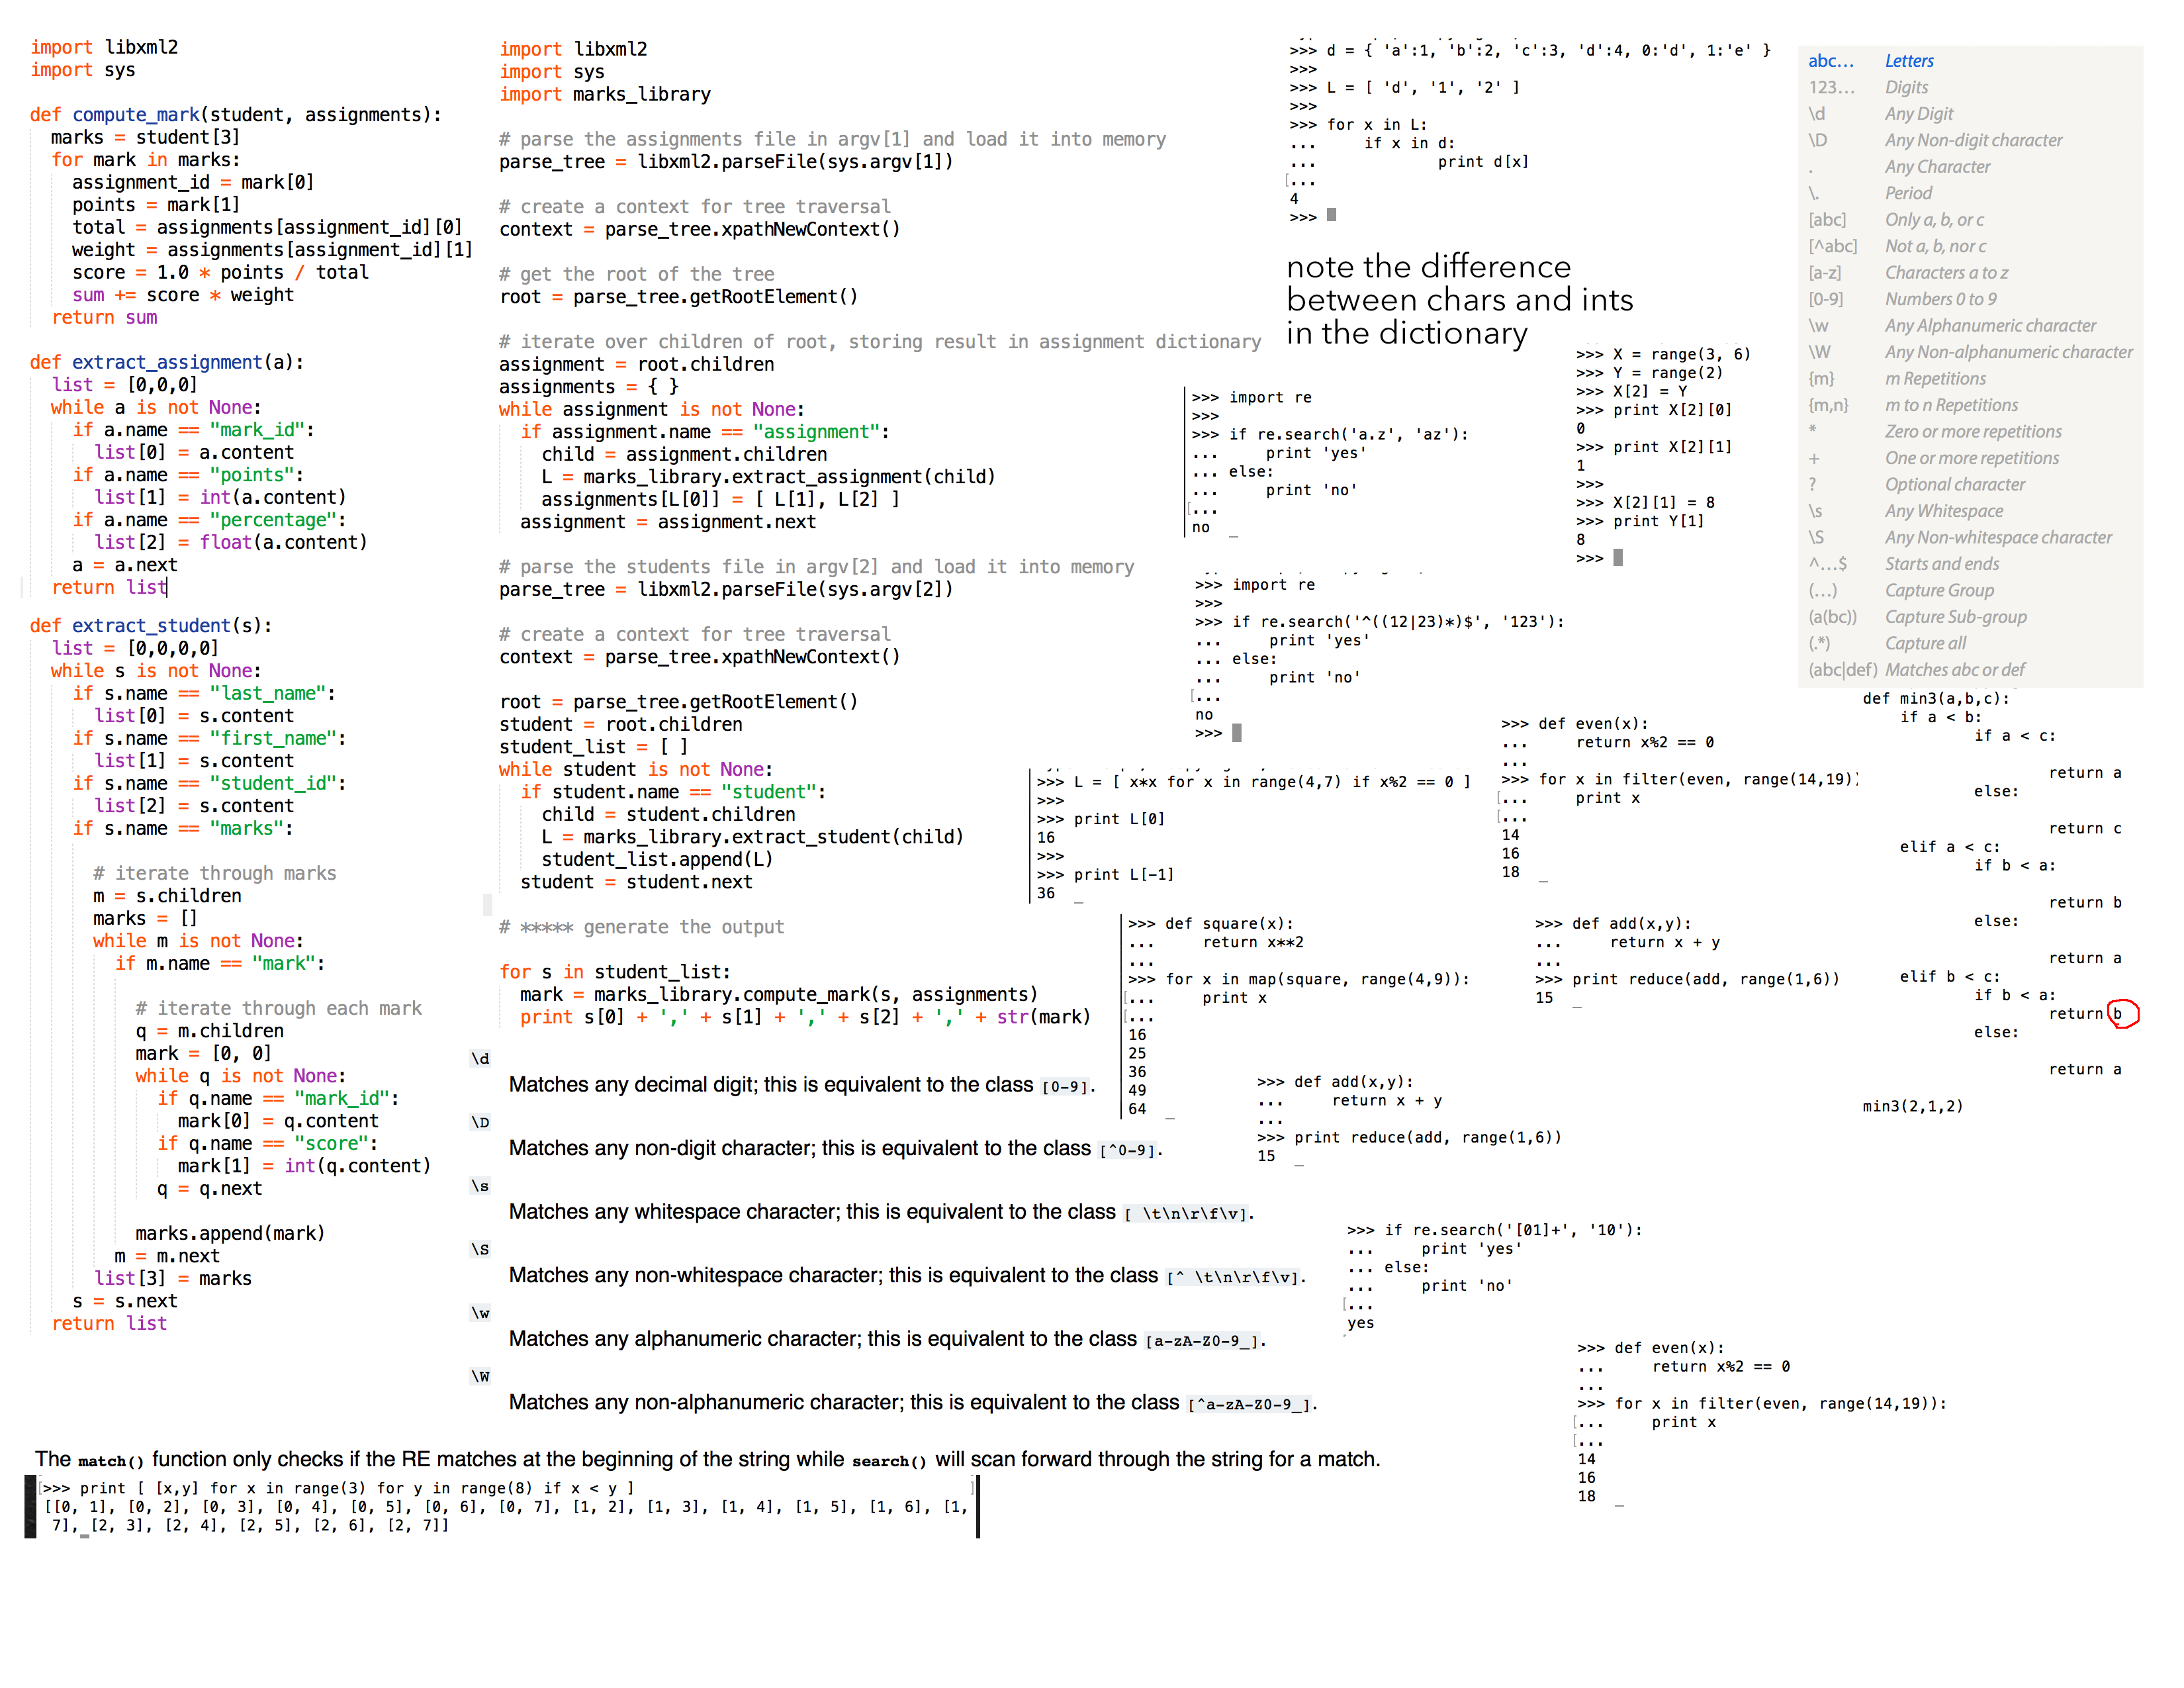 import libxml2
import sys
def compute_mark(student, assignments):
marks = student[3]
for mark in marks:
assignment_id = mark[0]
points = mark[1]
total = assignments[assignment_id][0]
weight = assignments[assignment_id][1]
score = 1.0 * points / total
sum += score * weight
return sum
def extract_assignment(a):
list = [0,0,0]
while a is not None:
if a.name == "mark_id":
list[0] = a.content
if a.name == "points":
list[1] = int(a.content)
if a.name == "percentage":
list[2] = float(a.content)
a = a.next
return list
def extract_student(s):
list = [0,0,0,0]
while s is not None:
if s.name == "last_name":
list[0] = s.content
if s.name == "first_name":
list[1] = s.content
if s.name == "student_id":
list[2] = s.content
if s.name == "marks":
# iterate through marks
m = s.children
marks = []
while m is not None:
if m.name == "mark":
# iterate through each mark
q = m.children
mark = [0, 0]
while q is not None:
if q.name == "mark_id":
mark[0] = q.content
if q.name == "score":
mark[1] = int(q.content)
q = q.next
marks.append(mark)
m = m.next
list[3] = marks
s = s.next
return list
import libxml2
import sys
import marks_library
# parse the assignments file in argv[1] and load it into memory
parse_tree = libxml2.parseFile(sys.argv[1])
# create a context for tree traversal
context = parse_tree.xpathNewContext()
# get the root of the tree
root = parse_tree.getRootElement()
# iterate over children of root, storing result in assignment dictionary
assignment = root.children
assignments = { }
while assignment is not None:
if assignment.name == "assignment":
child = assignment.children
L = marks_library.extract_assignment(child)
assignments[L[0]] = [ L[1], L[2] ]
assignment = assignment.next
# parse the students file in argv[2] and load it into memory
parse_tree = libxml2.parseFile(sys.argv[2])
# create a context for tree traversal
context = parse_tree.xpathNewContext()
root = parse_tree.getRootElement()
student = root.children
student_list = [ ]
while student is not None:
if student.name == "student":
child = student.children
L = marks_library.extract_student(child)
student_list.append(L)
student = student.next
# ***** generate the output
for s in student_list:
mark = marks_library.compute_mark(s, assignments)
print s[0] + ',' + s[1] + ',' + s[2] + ',' + str(mark)
\d
Matches any decimal digit; this is equivalent to the class [0-9].
\D
Matches any non-digit character; this is equivalent to the class [^0-9].
\s
Matches any whitespace character; this is equivalent to the class [ \t\n\r\f\v].
\S
Matches any non-whitespace character; this is equivalent to the class [^ \t\n\r\f\v].
\w
Matches any alphanumeric character; this is equivalent to the class [a-zA-Z0-9_].
\W
Matches any non-alphanumeric character; this is equivalent to the class [^a-zA-Z0-9_].
The match() function only checks if the RE matches at the beginning of the string while search() will scan forward through the string for a match.
[>>> print [ [x,y] for x in range(3) for y in range(8) if x < y ]
[[0, 1], [0, 2], [0, 3], [0, 4], [0, 5], [0, 6], [0, 7], [1, 2], [1, 3], [1, 4], [1, 5], [1, 6], [1,
7], [2, 3], [2, 4], [2, 5], [2, 6], [2, 7]]
>>> d = { 'a':1, 'b':2, 'c':3, 'd':4, 0:'d', 1:'e' }
>>>
>>> L = [ 'd', '1', '2' ]
>>>
>>> for x in L:
... if x in d:
... print d[x]
[...
4
>>>
note the difference
between chars and ints
in the dictionary
>>> import re
>>>
>>> if re.search('a.z', 'az'):
... print 'yes'
... else:
... print 'no'
[...
no
>>> X = range(3, 6)
>>> Y = range(2)
>>> X[2] = Y
>>> print X[2][0]
0
>>> print X[2][1]
1
>>>
>>> X[2][1] = 8
>>> print Y[1]
8
>>>
>>> import re
>>>
>>> if re.search('^((12|23)*)$', '123'):
... print 'yes'
... else:
... print 'no'
[...
no
>>>
>>> L = [ x*x for x in range(4,7) if x%2 == 0 ]
>>>
>>> print L[0]
16
>>>
>>> print L[-1]
36
>>> def even(x):
... return x%2 == 0
...
>>> for x in filter(even, range(14,19)):
[... print x
[...
14
16
18
>>> def square(x):
... return x**2
...
>>> for x in map(square, range(4,9)):
[... print x
[...
16
25
36
49
64
>>> def add(x,y):
... return x + y
...
>>> print reduce(add, range(1,6))
15
>>> def add(x,y):
... return x + y
...
>>> print reduce(add, range(1,6))
15
>>> if re.search('[01]+', '10'):
... print 'yes'
... else:
... print 'no'
[...
yes
>>> def even(x):
... return x%2 == 0
...
>>> for x in filter(even, range(14,19)):
[... print x
[...
14
16
18
abc… Letters
123… Digits
\d Any Digit
\D Any Non-digit character
. Any Character
\. Period
[abc] Only a, b, or c
[^abc] Not a, b, nor c
[a-z] Characters a to z
[0-9] Numbers 0 to 9
\w Any Alphanumeric character
\W Any Non-alphanumeric character
{m} m Repetitions
{m,n} m to n Repetitions
* Zero or more repetitions
+ One or more repetitions
? Optional character
\s Any Whitespace
\S Any Non-whitespace character
^…$ Starts and ends
(…) Capture Group
(a(bc)) Capture Sub-group
(.*) Capture all
(abc|def) Matches abc or def
def min3(a,b,c):
if a < b:
if a < c:
return a
else:
return c
elif a < c:
if b < a:
return b
else:
return a
elif b < c:
if b < a:
return b
else:
return a
min3(2,1,2)